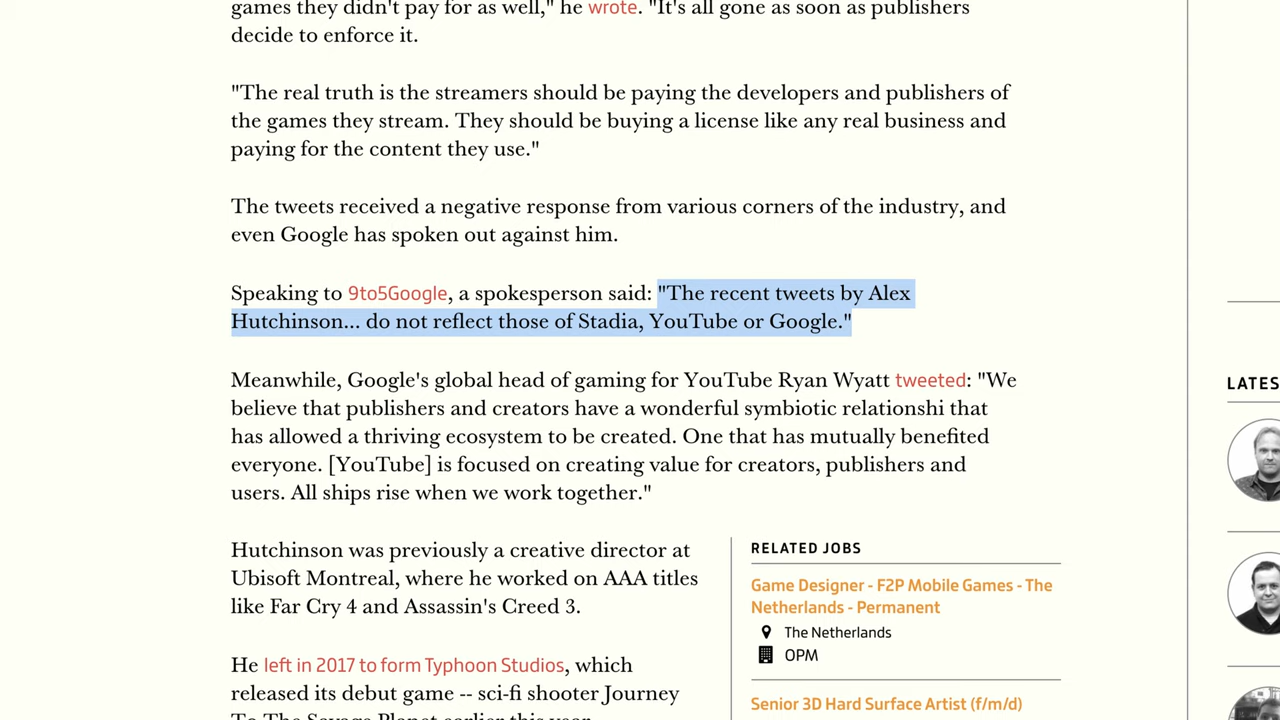 games they didn't pay for as well," he wrote. "It's all gone as soon as publishers
decide to enforce it.
"The real truth is the streamers should be paying the developers and publishers of
the games they stream. They should be buying a license like any real business and
paying for the content they use."
The tweets received a negative response from various corners of the industry, and
even Google has spoken out against him.
Speaking to 9to5Google, a spokesperson said: "The recent tweets by Alex
Hutchinson... do not reflect those of Stadia, YouTube or Google."
Meanwhile, Google's global head of gaming for YouTube Ryan Wyatt tweeted: "We
believe that publishers and creators have a wonderful symbiotic relationshi that
has allowed a thriving ecosystem to be created. One that has mutually benefited
everyone. [YouTube] is focused on creating value for creators, publishers and
users. All ships rise when we work together."
Hutchinson was previously a creative director at
Ubisoft Montreal, where he worked on AAA titles
like Far Cry 4 and Assassin's Creed 3.
He left in 2017 to form Typhoon Studios, which
released its debut game -- sci-fi shooter Journey
To The Savage Planet earlier this year
RELATED JOBS
Game Designer - F2P Mobile Games - The
Netherlands - Permanent
The Netherlands
OPM
Senior 3D Hard Surface Artist (f/m/d)
LATES